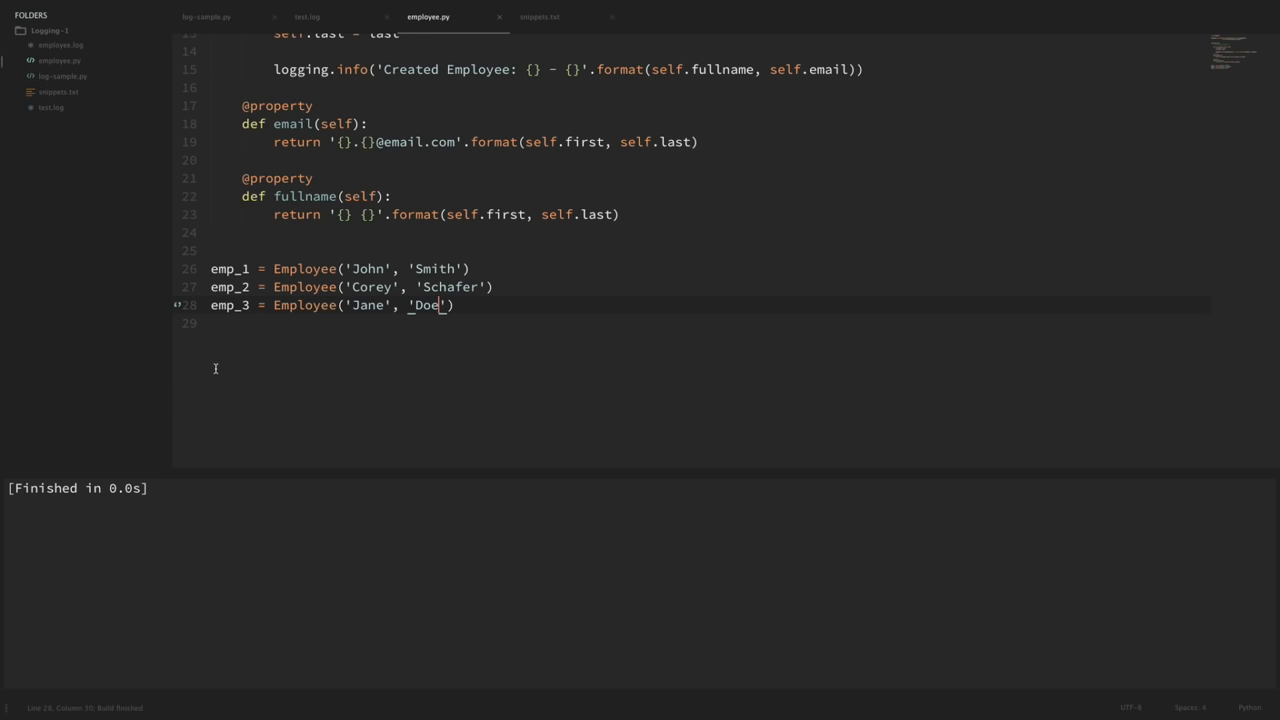 FOLDERS
Logging-1
employee.log
employee.py
log-sample.py
snippets.txt
test.log
log-sample.py ×
test.log ×
employee.py ×
snippets.txt ×
13 self.last = last
14
15 logging.info('Created Employee: {} - {}'.format(self.fullname, self.email))
16
17 @property
18 def email(self):
19 return '{}.{}@email.com'.format(self.first, self.last)
20
21 @property
22 def fullname(self):
23 return '{} {}'.format(self.first, self.last)
24
25
26 emp_1 = Employee('John', 'Smith')
27 emp_2 = Employee('Corey', 'Schafer')
28 emp_3 = Employee('Jane', 'Doe')
29
[Finished in 0.0s]
Line 28, Column 30; Build finished
UTF-8
Spaces: 4
Python